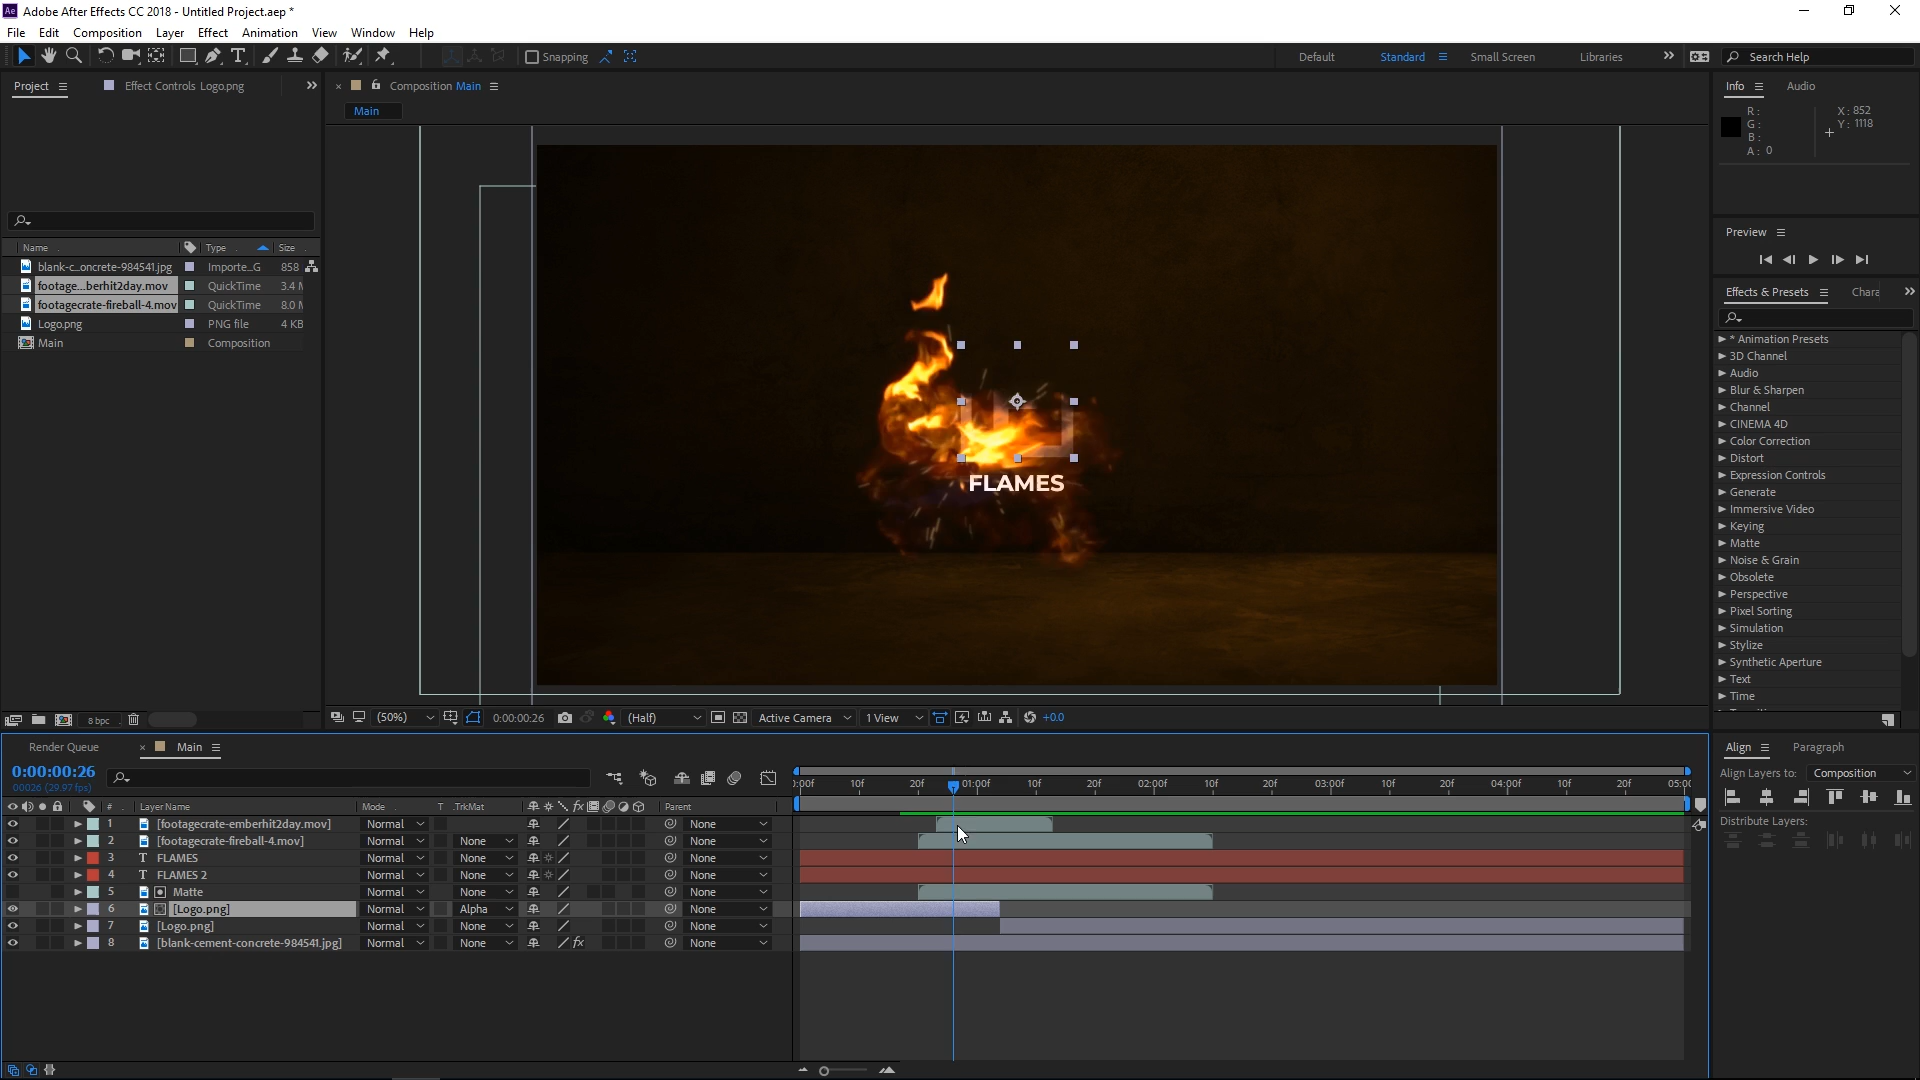 Ae Adobe After Effects CC 2018 - Untitled Project.aep *
File Edit Composition Layer Effect Animation View Window Help
Snapping Default Standard Small Screen Libraries Search Help
Project Effect Controls Logo.png
Composition Main
Main
Info Audio
R: X: 852
G: Y: 1118
B:
A: 0
Preview
Name Type Size
blank-c...oncrete-984541.jpg Importe...G 858
footage...berhit2day.mov QuickTime 3.4 M
footagecrate-fireball-4.mov QuickTime 8.0 M
Logo.png PNG file 4 KB
Main Composition
Effects & Presets Chara
* Animation Presets
3D Channel
Audio
Blur & Sharpen
Channel
CINEMA 4D
Color Correction
Distort
Expression Controls
Generate
Immersive Video
Keying
Matte
Noise & Grain
Obsolete
Perspective
Pixel Sorting
Simulation
Stylize
Synthetic Aperture
Text
Time
FLAMES
8 bpc
(50%) 0:00:00:26 (Half) Active Camera 1 View +0.0
Render Queue Main
0:00:00:26
00026 (29.97 fps)
:00f 10f 20f 01:00f 10f 20f 02:00f 10f 20f 03:00f 10f 20f 04:00f 10f 20f 05:00
# Layer Name Mode T .TrkMat fx Parent
1 [footagecrate-emberhit2day.mov] Normal None
2 [footagecrate-fireball-4.mov] Normal None None
3 T FLAMES Normal None None
4 T FLAMES 2 Normal None None
5 Matte Normal None None
6 [Logo.png] Normal Alpha None
7 [Logo.png] Normal None None
8 [blank-cement-concrete-984541.jpg] Normal None fx None
Align Paragraph
Align Layers to: Composition
Distribute Layers: